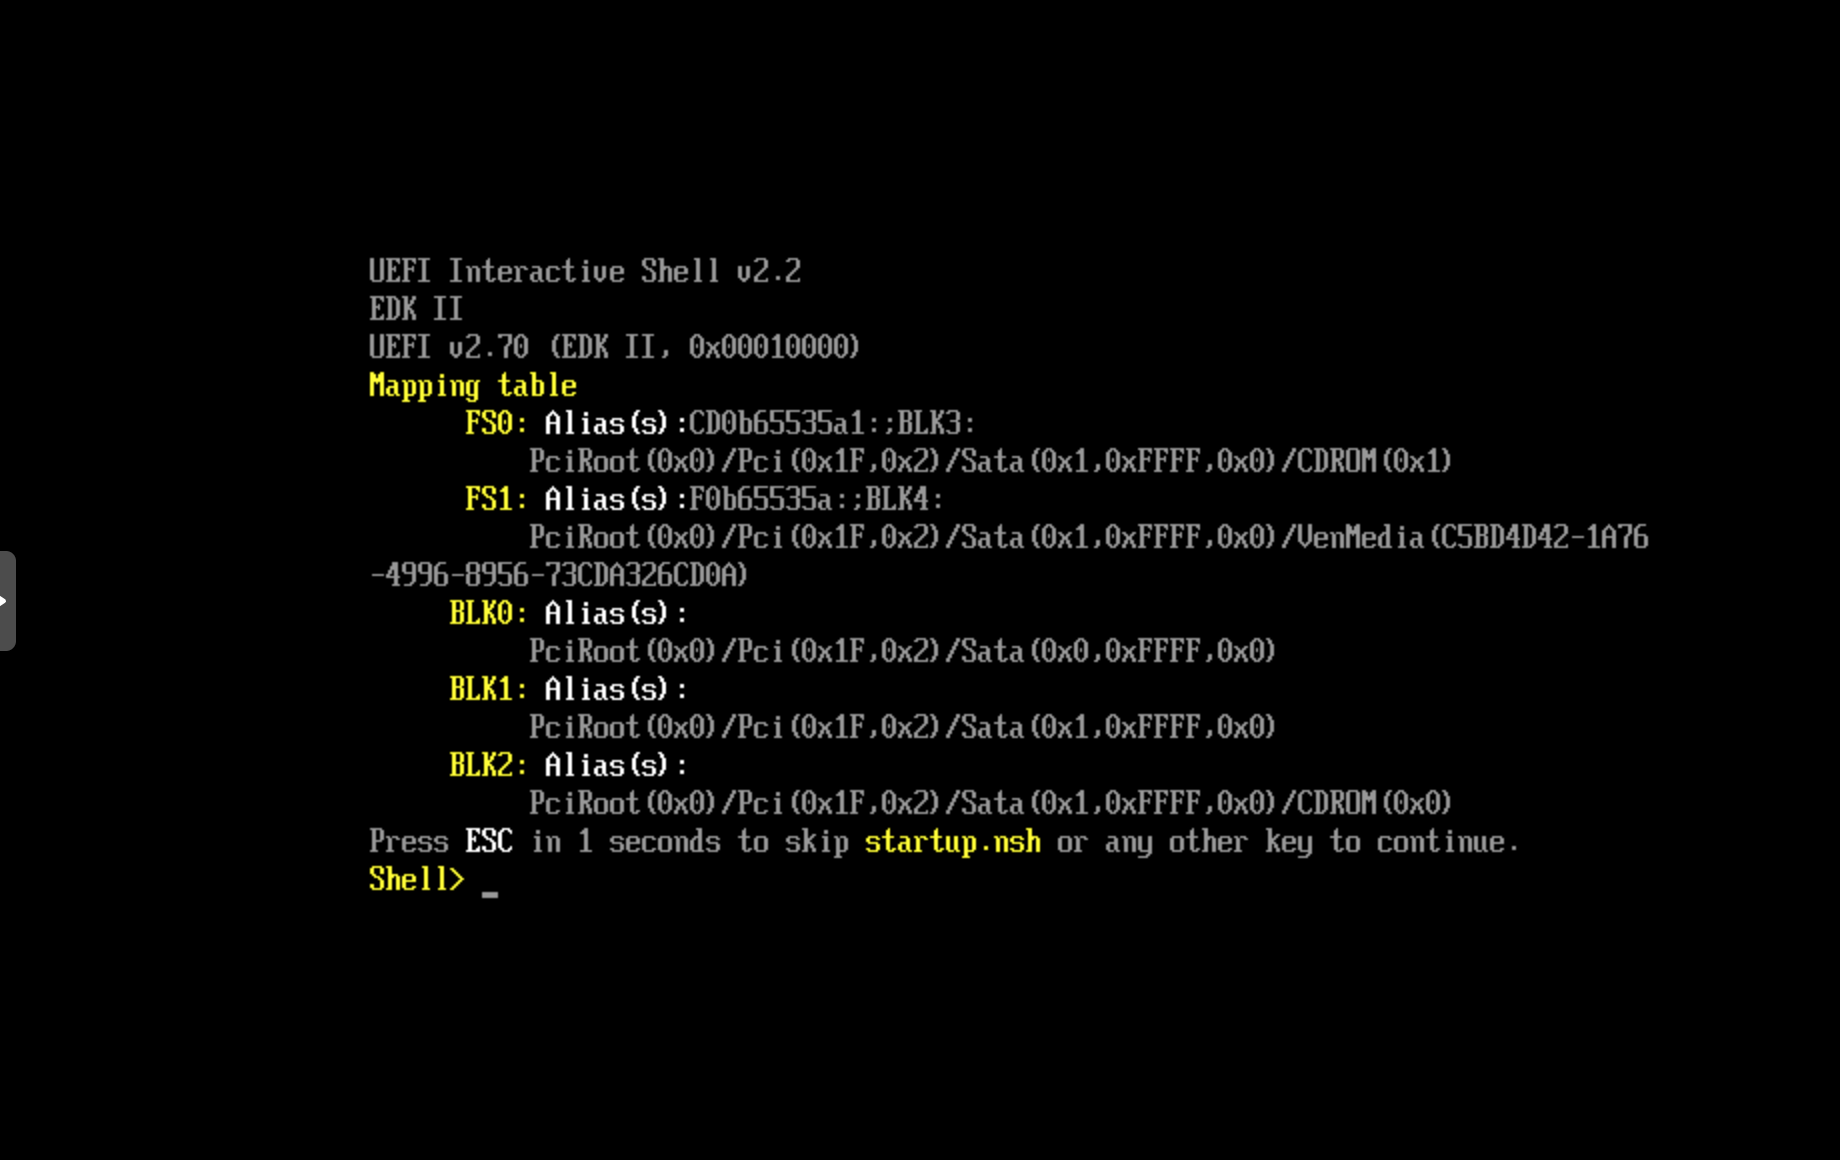 UEFI Interactive Shell v2.2
EDK II
UEFI v2.70 (EDK II, 0x00010000)
Mapping table
FS0: Alias(s):CD0b65535a1:;BLK3:
PciRoot(0x0)/Pci(0x1F,0x2)/Sata(0x1,0xFFFF,0x0)/CDROM(0x1)
FS1: Alias(s):F0b65535a:;BLK4:
PciRoot(0x0)/Pci(0x1F,0x2)/Sata(0x1,0xFFFF,0x0)/VenMedia(C5BD4D42-1A76
-4996-8956-73CDA326CD0A)
BLK0: Alias(s):
PciRoot(0x0)/Pci(0x1F,0x2)/Sata(0x0,0xFFFF,0x0)
BLK1: Alias(s):
PciRoot(0x0)/Pci(0x1F,0x2)/Sata(0x1,0xFFFF,0x0)
BLK2: Alias(s):
PciRoot(0x0)/Pci(0x1F,0x2)/Sata(0x1,0xFFFF,0x0)/CDROM(0x0)
Press ESC in 1 seconds to skip startup.nsh or any other key to continue.
Shell> _